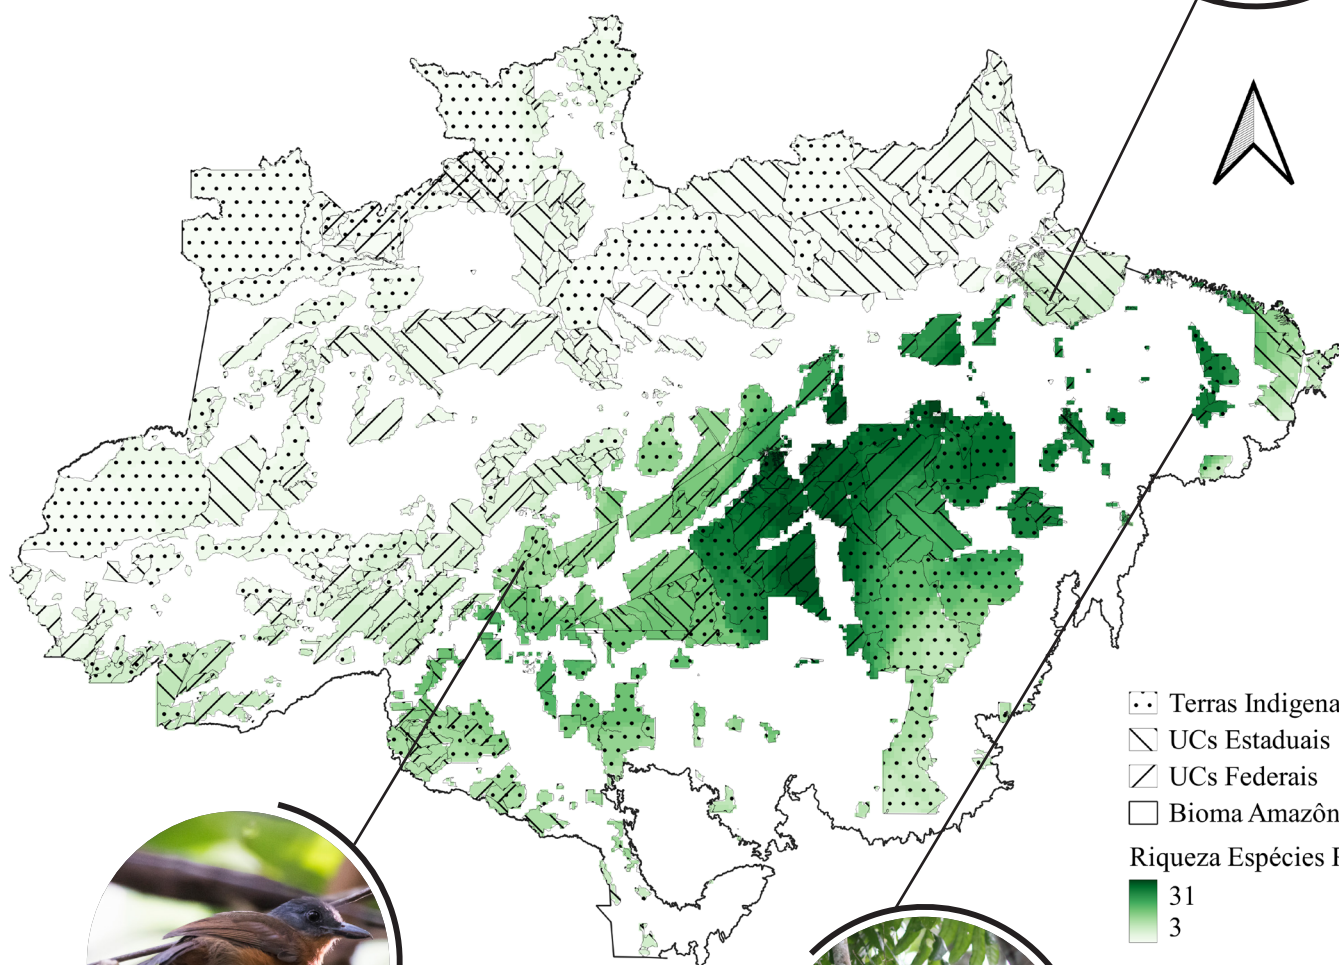 Terras Indigena
UCs Estaduais
UCs Federais
Bioma Amazôn
Riqueza Espécies
31
3